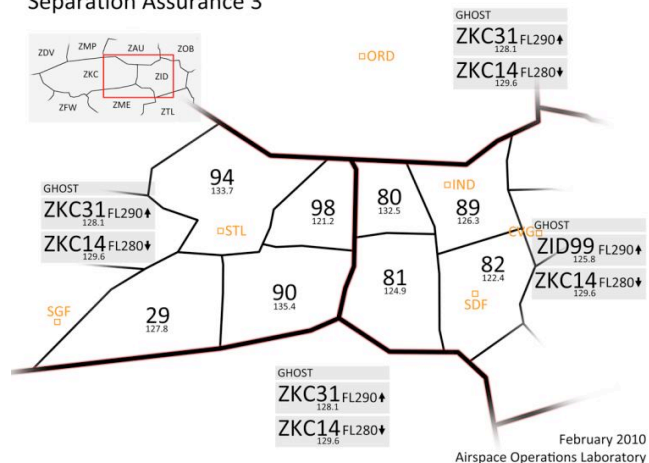 Separation Assurance 3
ZDV
ZMP
ZAU
ZOB
ZKC
ZID
ZFW
ZME
ZTL
ORD
GHOST
ZKC31 FL290
128.1
ZKC14 FL280
129.6
94
133.7
98
121.2
80
132.5
IND
89
126.3
GHOST
ZKC31 FL290
128.1
ZKC14 FL280
129.6
STL
CVG
GHOST
ZID99 FL290
125.8
ZKC14 FL280
129.6
SGF
29
127.8
90
135.4
81
124.9
82
122.4
SDF
GHOST
ZKC31 FL290
128.1
ZKC14 FL280
129.6
February 2010
Airspace Operations Laboratory